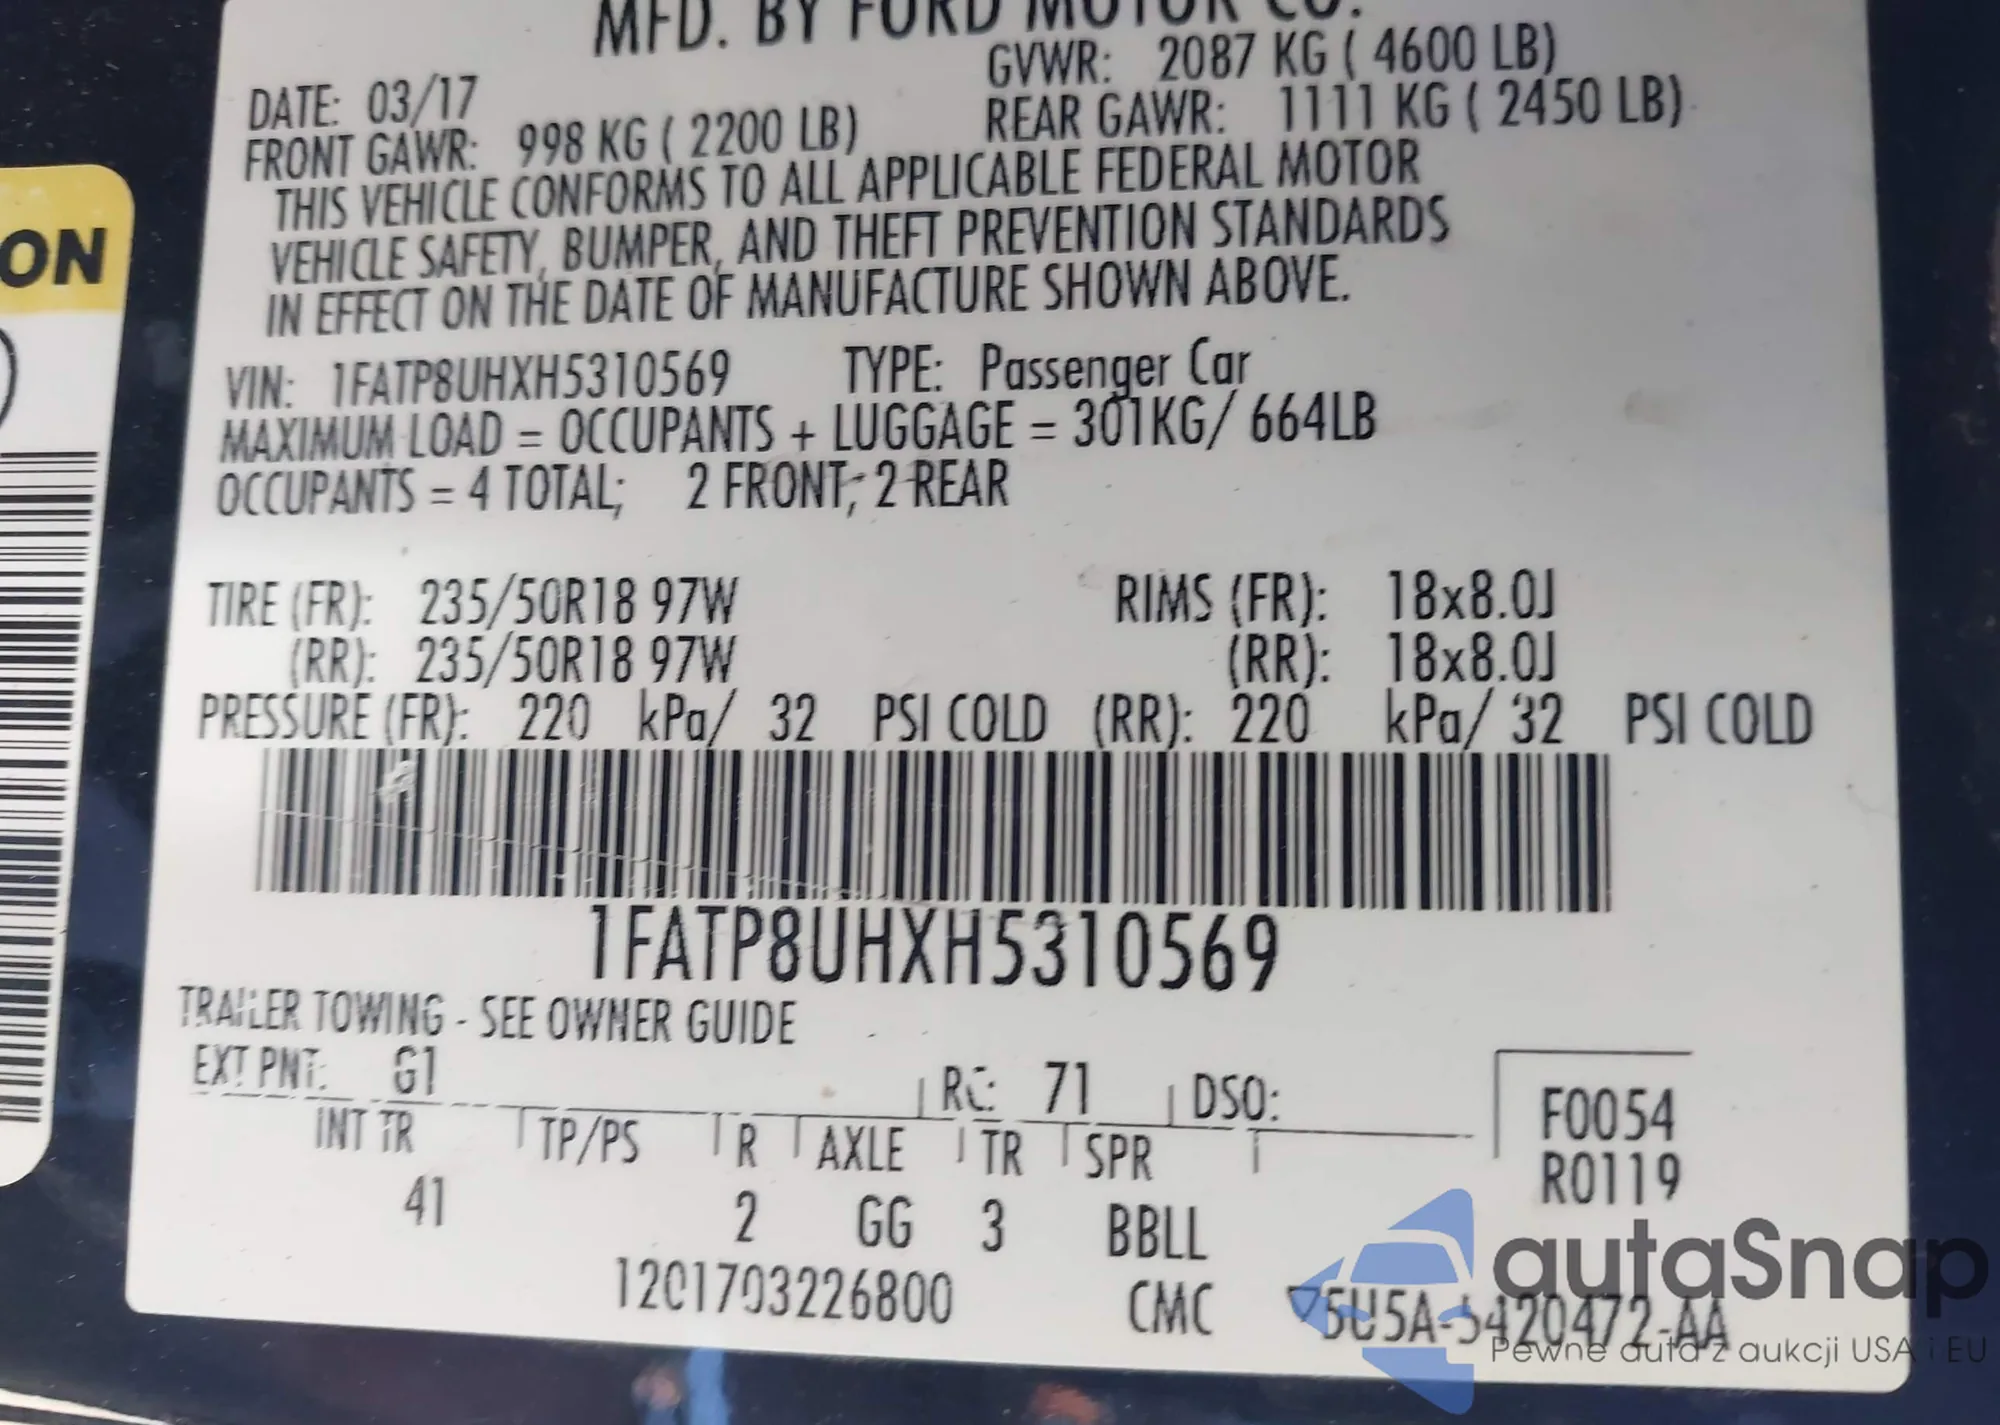 MFD. BY FORD MOTOR CO.
DATE: 03/17 GVWR: 2087 KG ( 4600 LB)
FRONT GAWR: 998 KG ( 2200 LB) REAR GAWR: 1111 KG ( 2450 LB)
THIS VEHICLE CONFORMS TO ALL APPLICABLE FEDERAL MOTOR
VEHICLE SAFETY, BUMPER, AND THEFT PREVENTION STANDARDS
IN EFFECT ON THE DATE OF MANUFACTURE SHOWN ABOVE.
VIN: 1FATP8UHXH5310569 TYPE: Passenger Car
MAXIMUM LOAD = OCCUPANTS + LUGGAGE = 301KG/ 664LB
OCCUPANTS = 4 TOTAL; 2 FRONT; 2 REAR
TIRE (FR): 235/50R18 97W RIMS (FR): 18x8.0J
(RR): 235/50R18 97W (RR): 18x8.0J
PRESSURE (FR): 220 kPa/ 32 PSI COLD (RR): 220 kPa/ 32 PSI COLD
1FATP8UHXH5310569
TRAILER TOWING - SEE OWNER GUIDE
EXT PNT: G1 RC: 71 DSO:
F0054
INT TR TP/PS R AXLE TR SPR
R0119
41 2 GG 3 BBLL
1201703226800 CMC ▽5U5A-5420472-AA
ON
autaSnap
Pewne auta z aukcji USA i EU